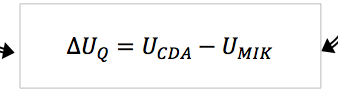 ΔU_Q = U_CDA − U_MIK